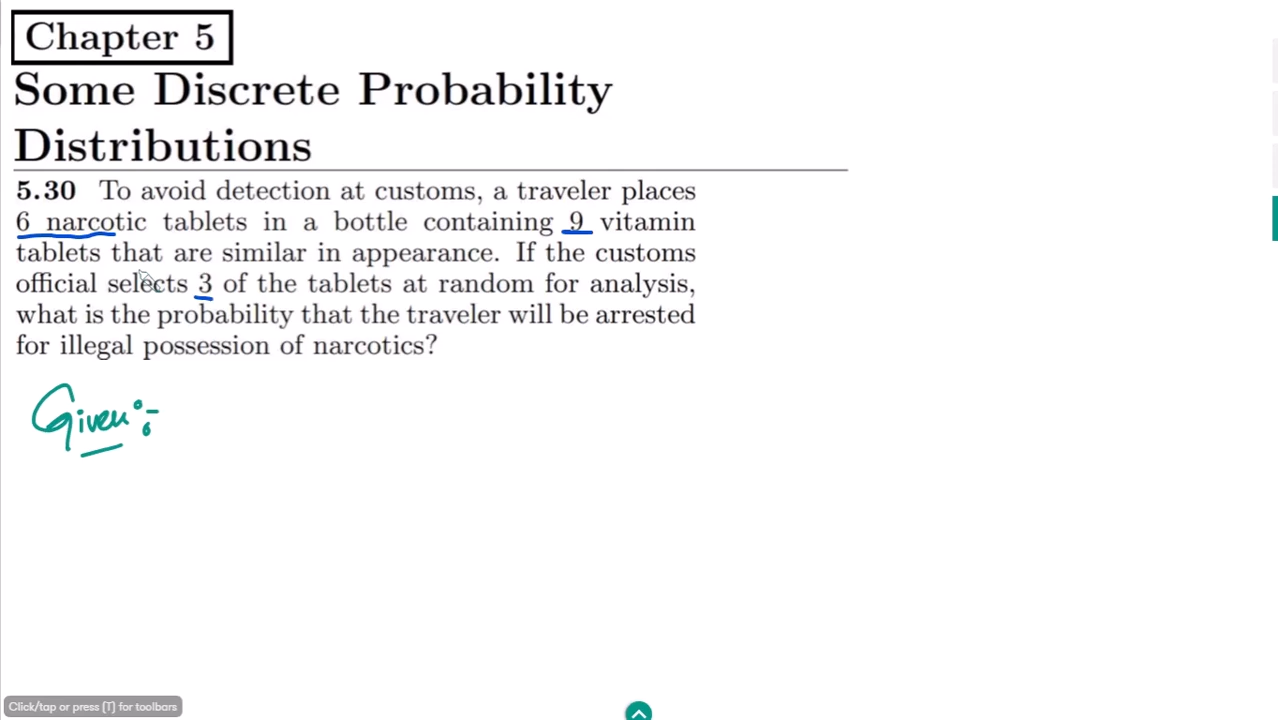 Chapter 5
Some Discrete Probability
Distributions
5.30 To avoid detection at customs, a traveler places
6 narcotic tablets in a bottle containing 9 vitamin
tablets that are similar in appearance. If the customs
official selects 3 of the tablets at random for analysis,
what is the probability that the traveler will be arrested
for illegal possession of narcotics?
Given :-
Click/tap or press (T) for toolbars